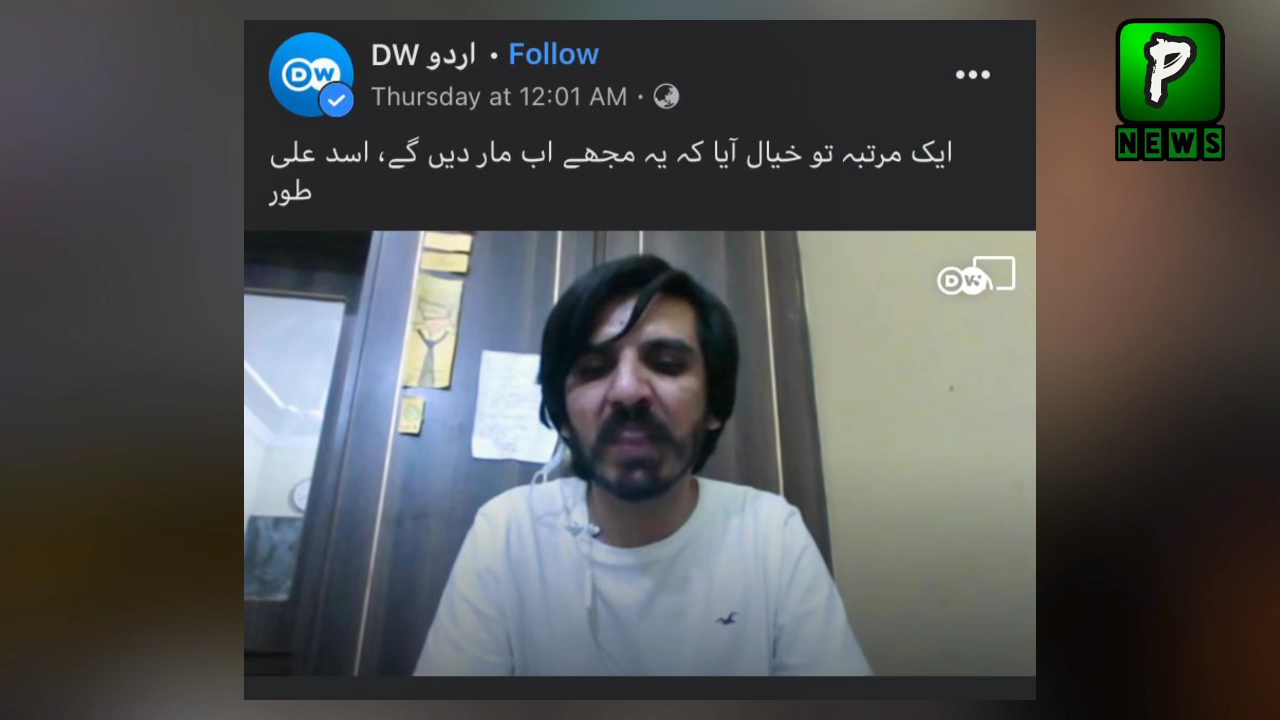 DW اردو • Follow
Thursday at 12:01 AM ·
ایک مرتبہ تو خیال آیا کہ یہ مجھے اب مار دیں گے، اسد علی
طور
DW
DW
P
NEWS